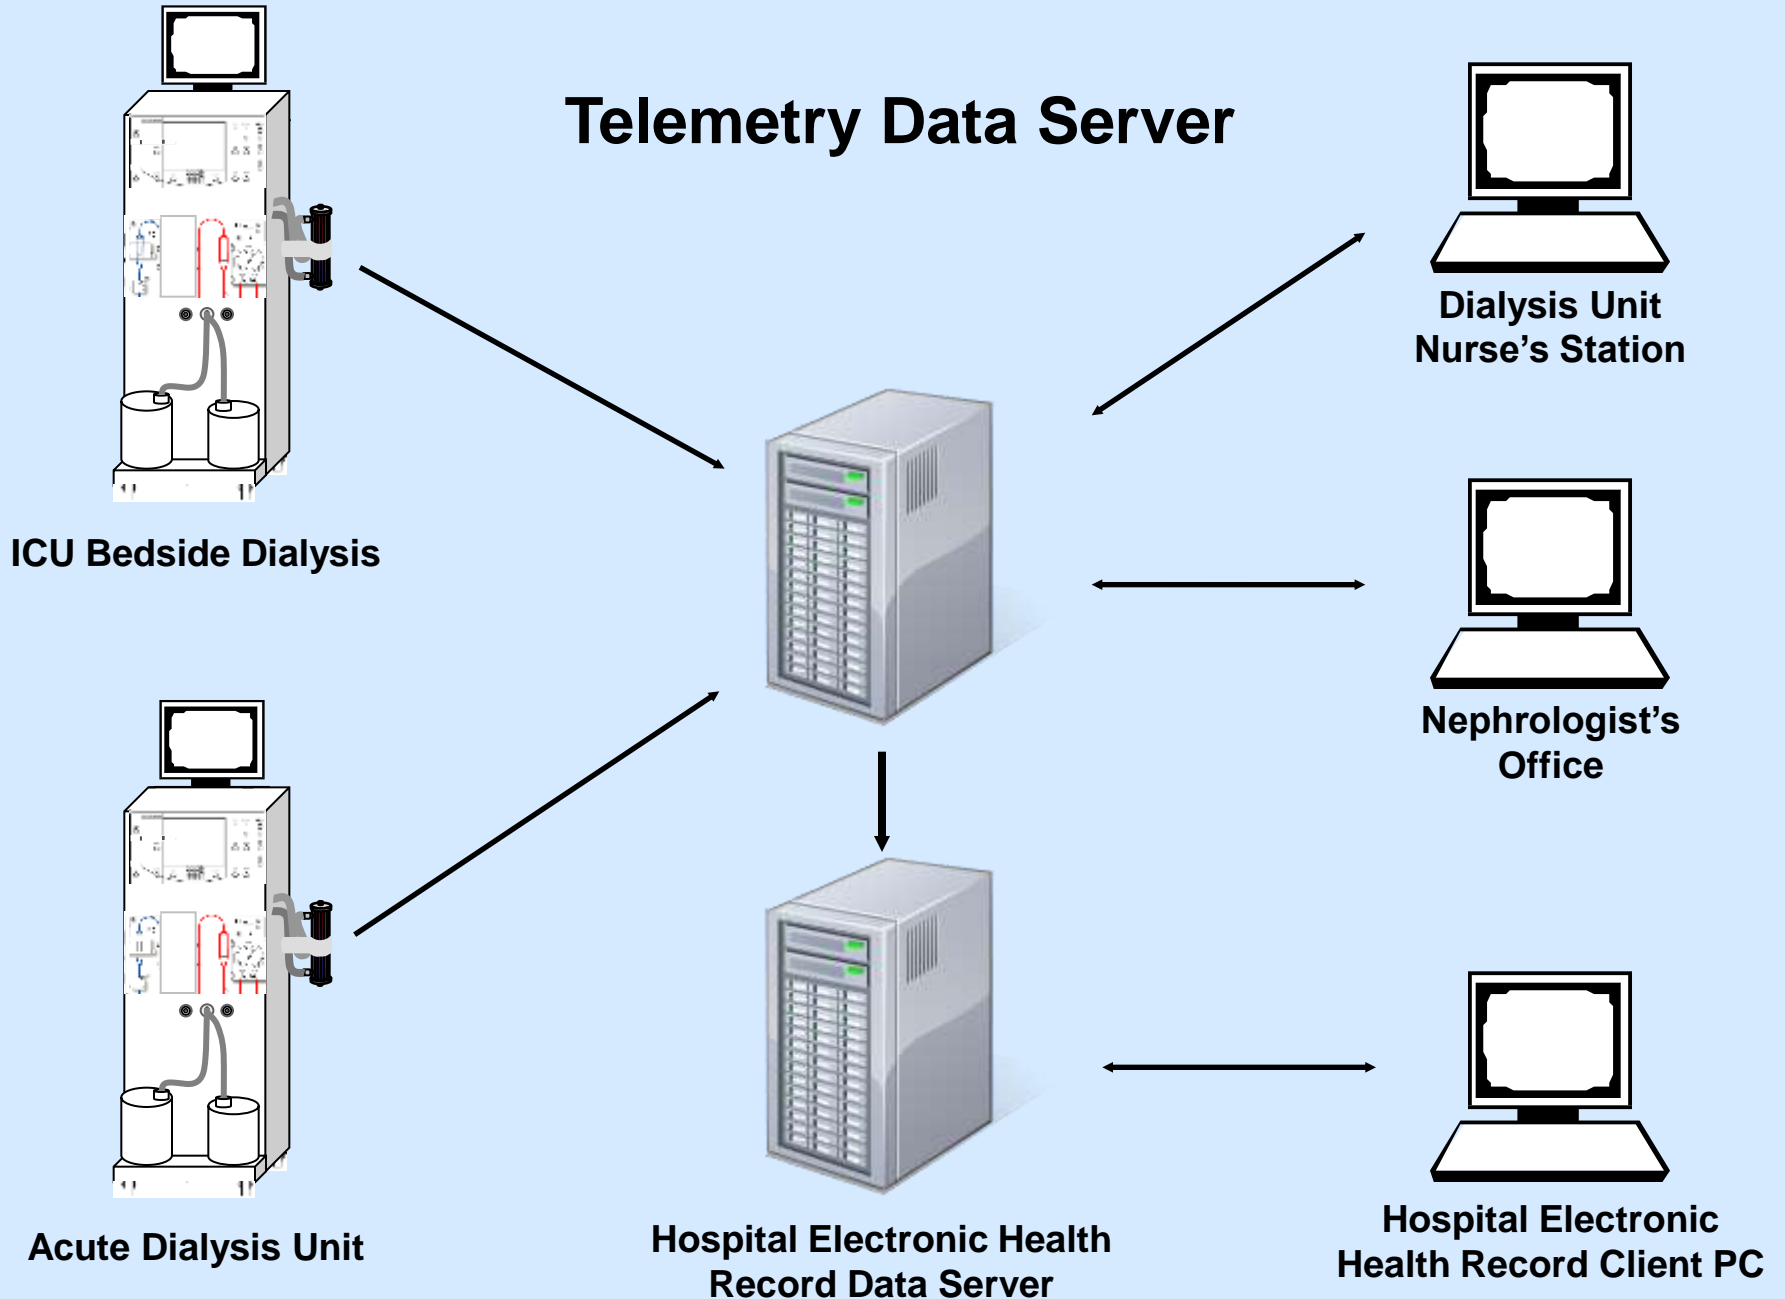 Telemetry Data Server
Dialysis Unit
Nurse’s Station
ICU Bedside Dialysis
Nephrologist’s
Office
Acute Dialysis Unit
Hospital Electronic Health
Record Data Server
Hospital Electronic
Health Record Client PC